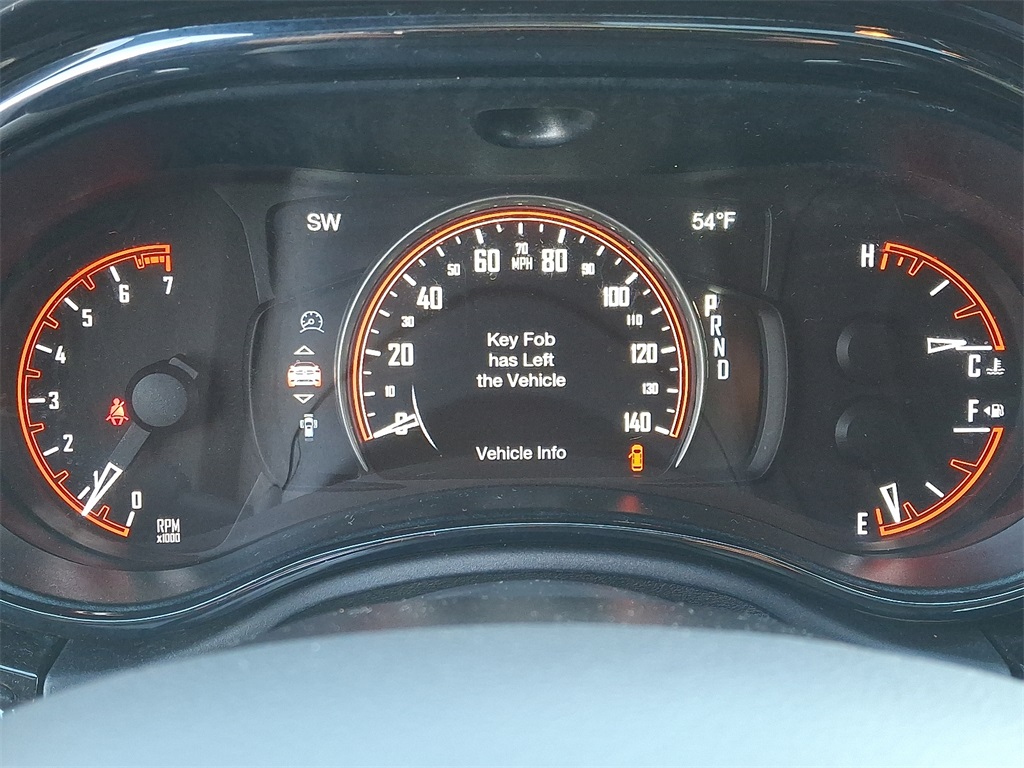 SW
54°F
7
6
5
4
3
2
0
RPM
x1000
0
10
20
30
40
50
60
70
MPH
80
90
100
110
120
130
140
Key Fob
has Left
the Vehicle
Vehicle Info
P
R
N
D
H
C
F
E